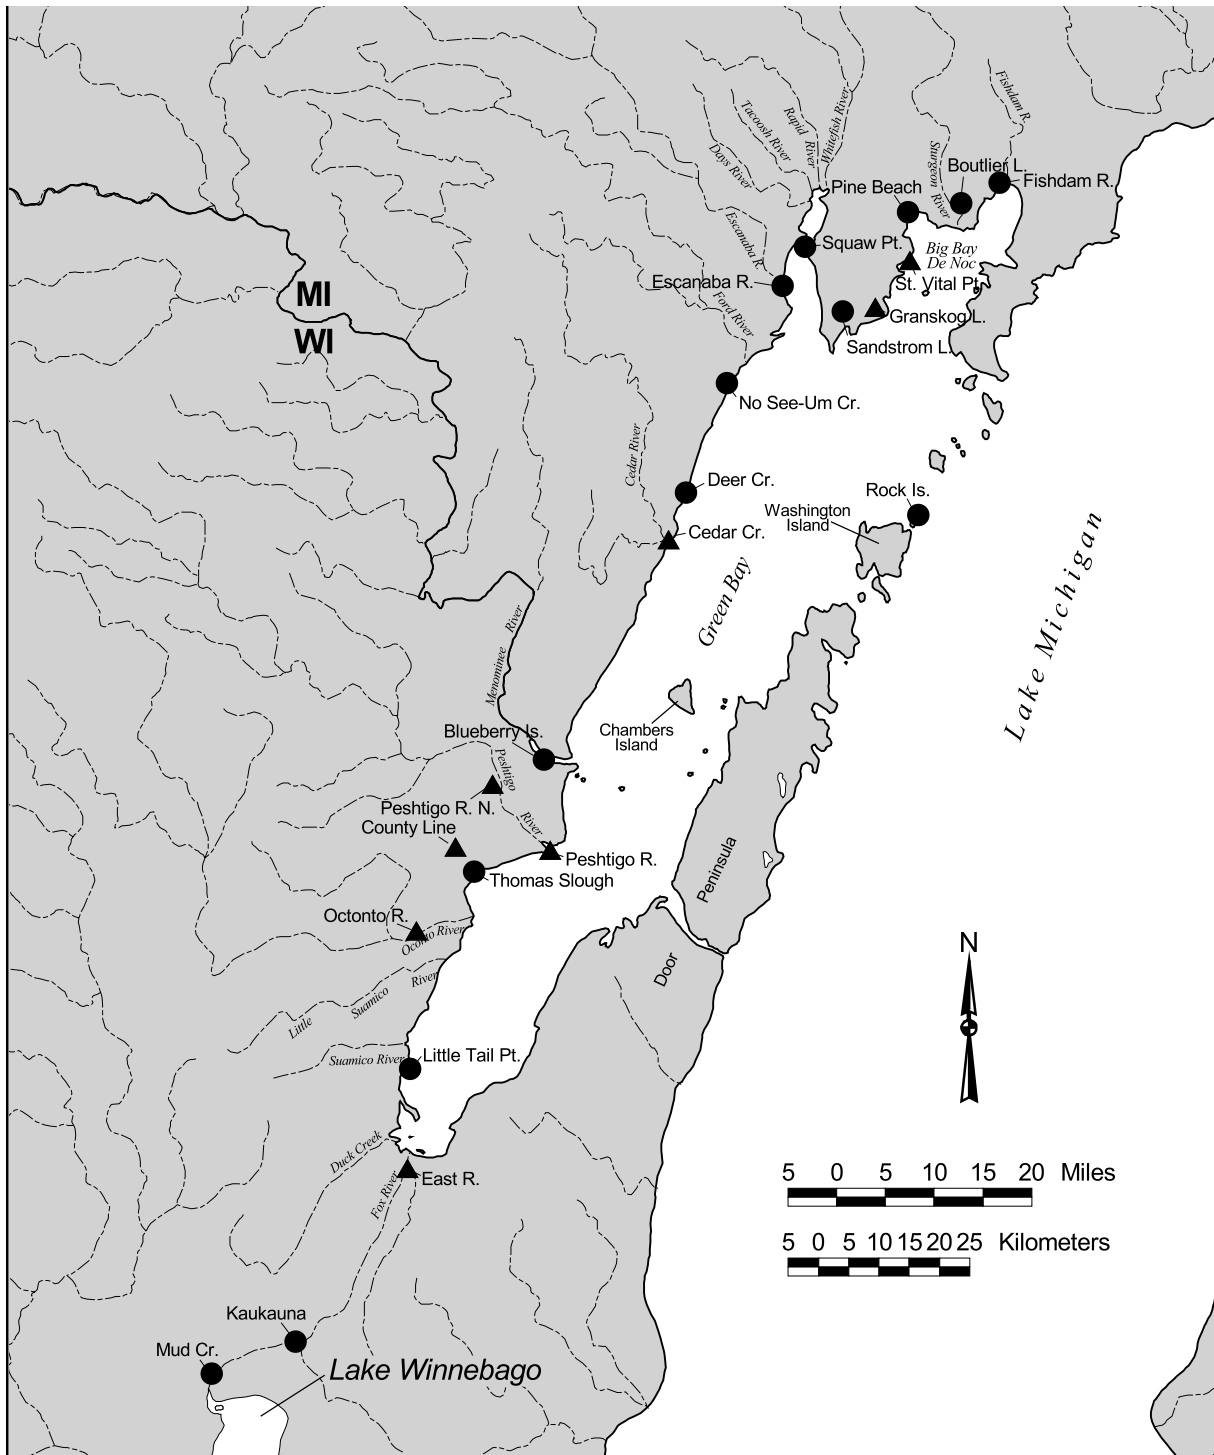 Fishdam R.
Whitefish River
Rapid
River
Tacoosh River
Days River
Sturgeon
River
Boutlier L.
Fishdam R.
Pine Beach
Escanaba R.
Squaw Pt.
Big Bay
De Noc
Escanaba R.
St. Vital Pt.
MI
WI
Ford River
Granskog L.
Sandstrom L.
No See-Um Cr.
Cedar River
Deer Cr.
Rock Is.
Washington
Island
Cedar Cr.
Green Bay
Lake Michigan
Menominee
River
Chambers
Island
Blueberry Is.
Peshtigo
River
Peshtigo R. N.
County Line
Peshtigo R.
Thomas Slough
Peninsula
Door
Octonto R.
Oconto River
Little
Suamico
River
N
Suamico River
Little Tail Pt.
Duck Creek
Fox River
East R.
5 0 5 10 15 20 Miles
5 0 5 10 15 20 25 Kilometers
Kaukauna
Mud Cr.
Lake Winnebago